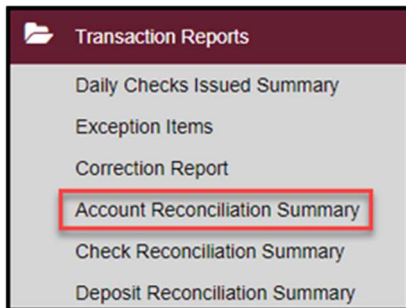 Transaction Reports
Daily Checks Issued Summary
Exception Items
Correction Report
Account Reconciliation Summary
Check Reconciliation Summary
Deposit Reconciliation Summary